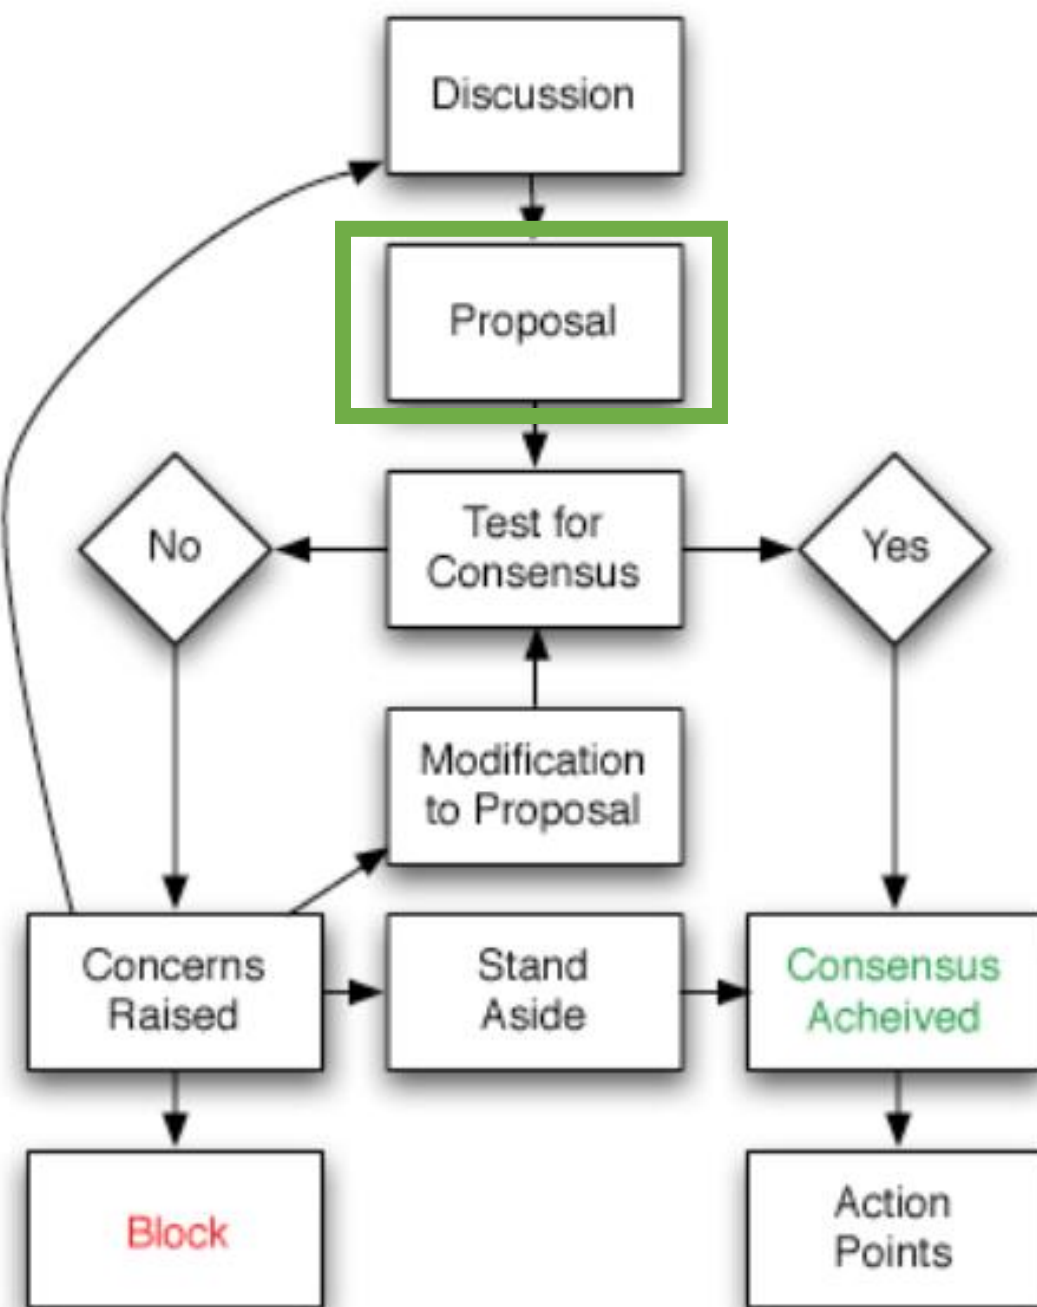 Discussion
Proposal
No
Test for
Consensus
Yes
Modification
to Proposal
Concerns
Raised
Stand
Aside
Consensus
Acheived
Block
Action
Points